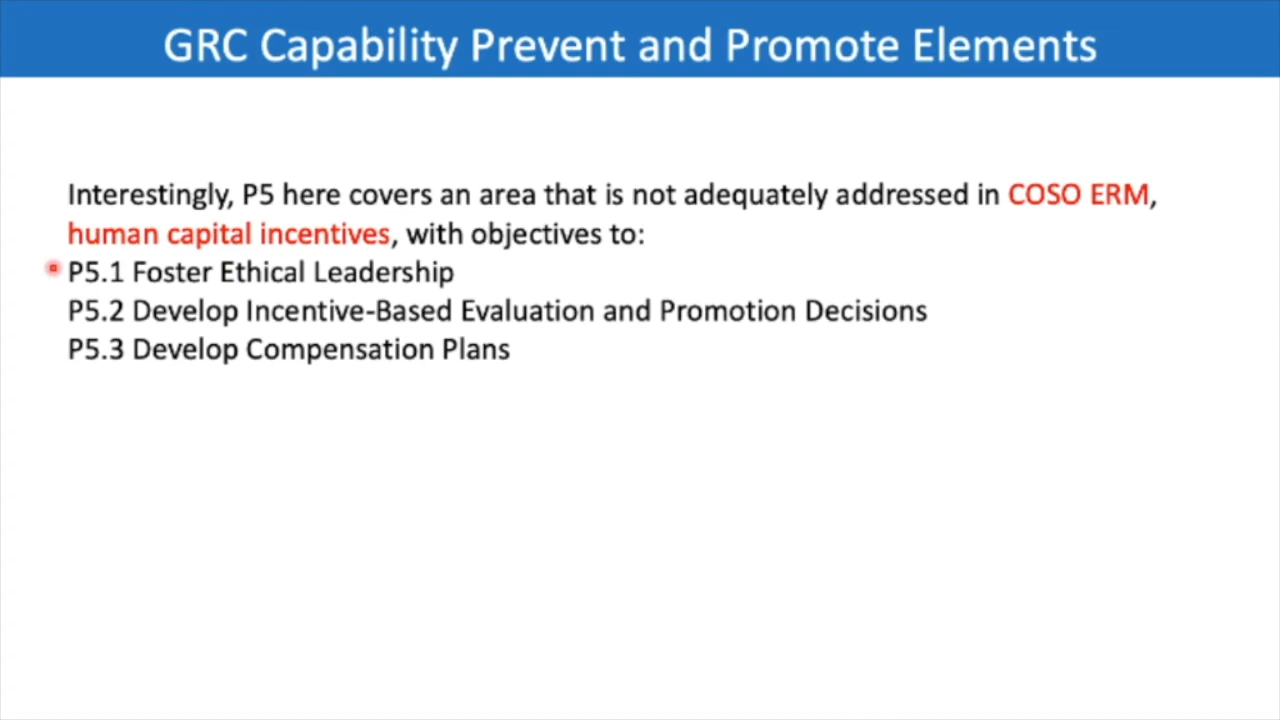 GRC Capability Prevent and Promote Elements
Interestingly, P5 here covers an area that is not adequately addressed in COSO ERM,
human capital incentives, with objectives to:
P5.1 Foster Ethical Leadership
P5.2 Develop Incentive-Based Evaluation and Promotion Decisions
P5.3 Develop Compensation Plans